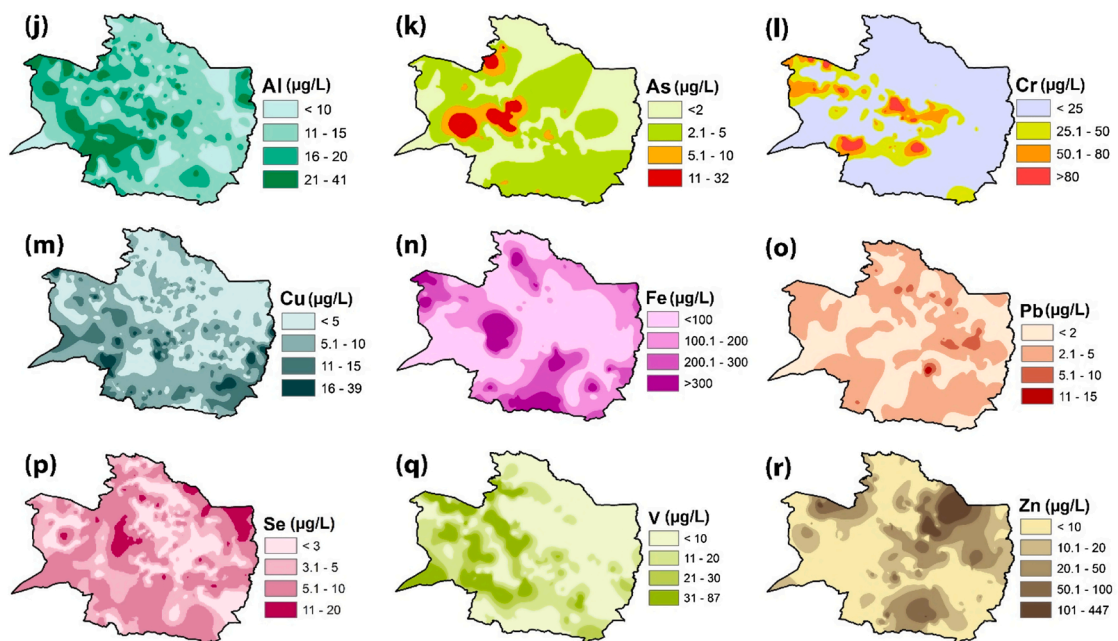 (j)
Al (µg/L)
< 10
11 - 15
16 - 20
21 - 41
(k)
As (µg/L)
<2
2.1 - 5
5.1 - 10
11 - 32
(l)
Cr (µg/L)
< 25
25.1 - 50
50.1 - 80
>80
(m)
Cu (µg/L)
< 5
5.1 - 10
11 - 15
16 - 39
(n)
Fe (µg/L)
<100
100.1 - 200
200.1 - 300
>300
(o)
Pb (µg/L)
< 2
2.1 - 5
5.1 - 10
11 - 15
(p)
Se (µg/L)
< 3
3.1 - 5
5.1 - 10
11 - 20
(q)
V (µg/L)
< 10
11 - 20
21 - 30
31 - 87
(r)
Zn (µg/L)
< 10
10.1 - 20
20.1 - 50
50.1 - 100
101 - 447